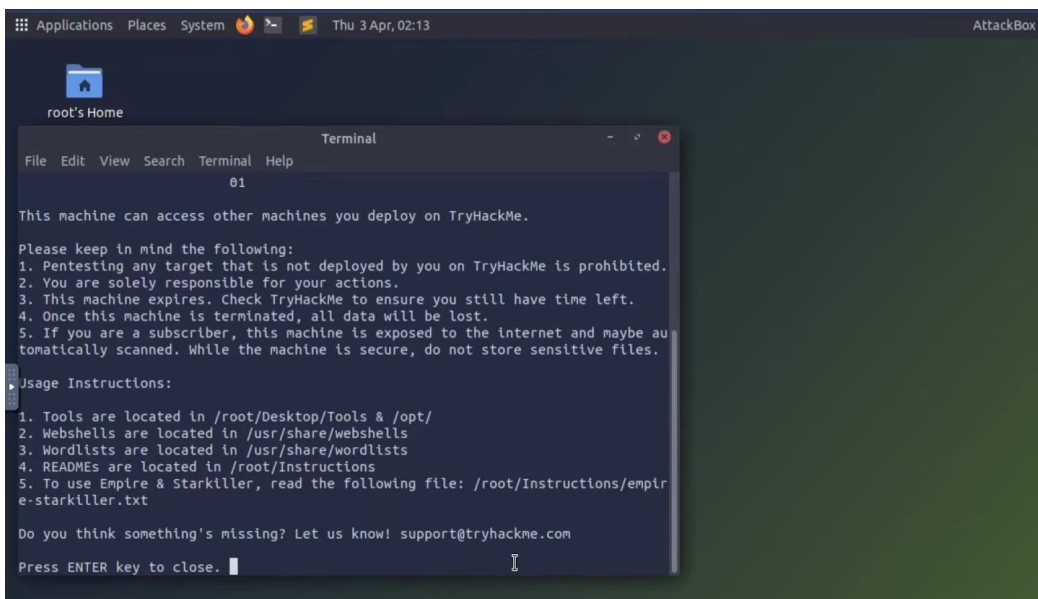 Applications Places System Thu 3 Apr, 02:13 AttackBox
root's Home
Terminal
File Edit View Search Terminal Help
01
This machine can access other machines you deploy on TryHackMe.
Please keep in mind the following:
1. Pentesting any target that is not deployed by you on TryHackMe is prohibited.
2. You are solely responsible for your actions.
3. This machine expires. Check TryHackMe to ensure you still have time left.
4. Once this machine is terminated, all data will be lost.
5. If you are a subscriber, this machine is exposed to the internet and maybe au
tomatically scanned. While the machine is secure, do not store sensitive files.
Usage Instructions:
1. Tools are located in /root/Desktop/Tools & /opt/
2. Webshells are located in /usr/share/webshells
3. Wordlists are located in /usr/share/wordlists
4. READMEs are located in /root/Instructions
5. To use Empire & Starkiller, read the following file: /root/Instructions/empir
e-starkiller.txt
Do you think something's missing? Let us know! support@tryhackme.com
Press ENTER key to close.